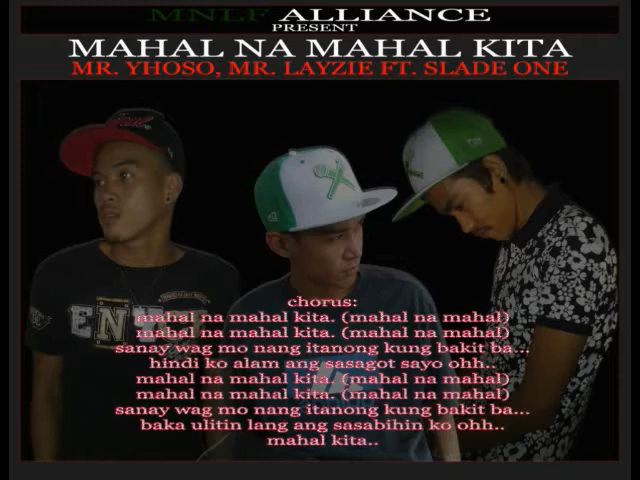 MNLF ALLIANCE
PRESENT
MAHAL NA MAHAL KITA
MR. YHOSO, MR. LAYZIE FT. SLADE ONE
chorus:
mahal na mahal kita. (mahal na mahal)
mahal na mahal kita. (mahal na mahal)
sanay wag mo nang itanong kung bakit ba...
hindi ko alam ang sasagot sayo ohh..
mahal na mahal kita. (mahal na mahal)
mahal na mahal kita. (mahal na mahal)
sanay wag mo nang itanong kung bakit ba...
baka ulitin lang ang sasabihin ko ohh..
mahal kita..